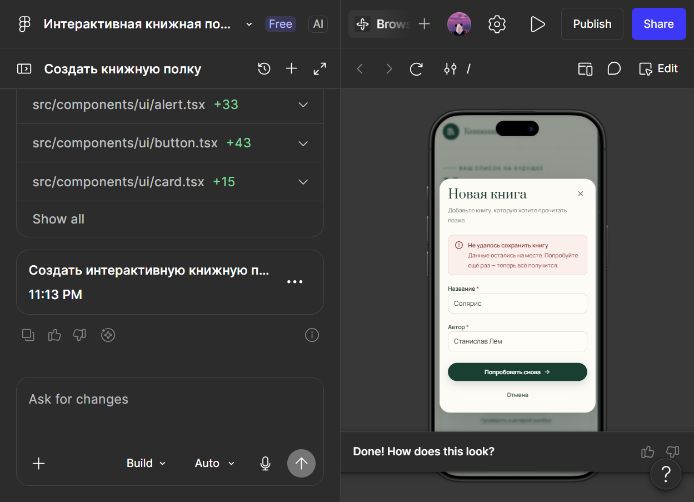 Интерактивная книжная по...
Free
AI
Brows
Publish
Share
Создать книжную полку
/
Edit
src/components/ui/alert.tsx +33
src/components/ui/button.tsx +43
src/components/ui/card.tsx +15
Show all
Создать интерактивную книжную п...
11:13 PM
Ask for changes
Build
Auto
Новая книга
Добавьте книгу, которую хотите прочитать
позже.
Не удалось сохранить книгу
Данные остались на месте. Попробуйте
ещё раз — теперь всё получится.
Название *
Солярис
Автор *
Станислав Лем
Попробовать снова →
Отмена
Done! How does this look?
?